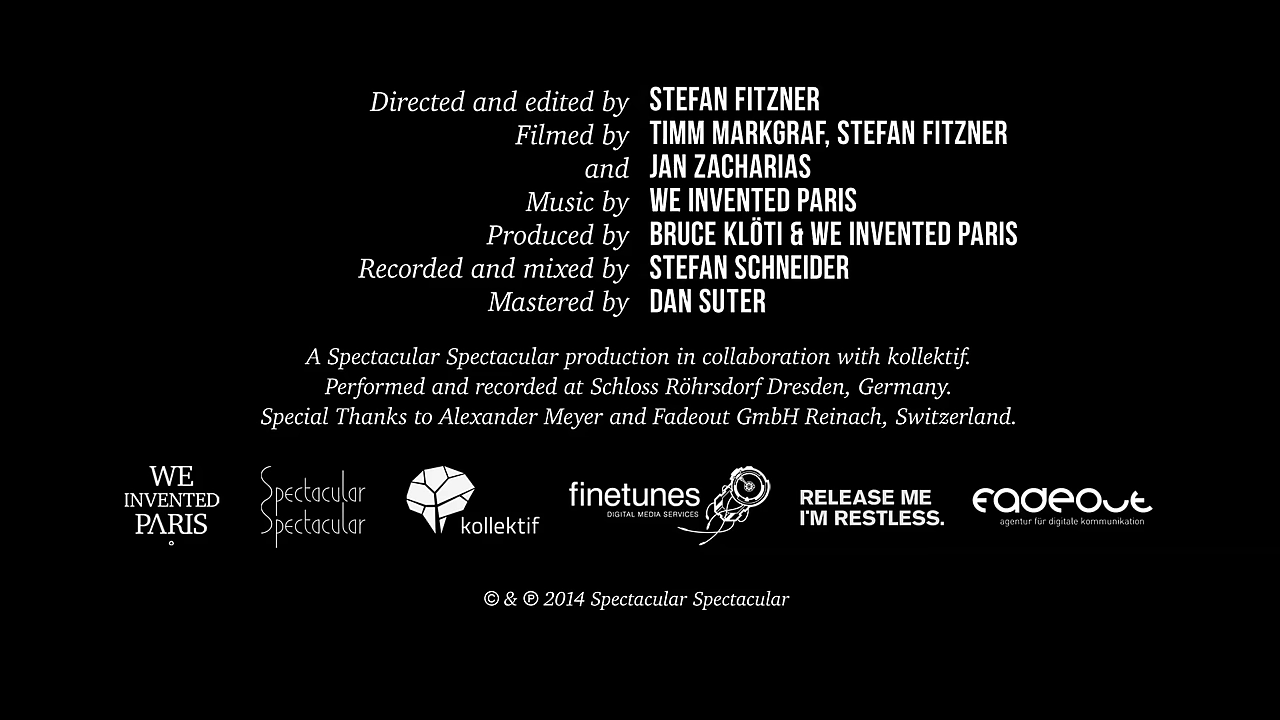 Directed and edited by STEFAN FITZNER
Filmed by TIMM MARKGRAF, STEFAN FITZNER
and JAN ZACHARIAS
Music by WE INVENTED PARIS
Produced by BRUCE KLÖTI & WE INVENTED PARIS
Recorded and mixed by STEFAN SCHNEIDER
Mastered by DAN SUTER
A Spectacular Spectacular production in collaboration with kollektif.
Performed and recorded at Schloss Röhrsdorf Dresden, Germany.
Special Thanks to Alexander Meyer and Fadeout GmbH Reinach, Switzerland.
WE
INVENTED
PARIS
Spectacular
Spectacular
kollektif
finetunes
DIGITAL MEDIA SERVICES
RELEASE ME
I'M RESTLESS.
fadeout
agentur für digitale kommunikation
© & ℗ 2014 Spectacular Spectacular